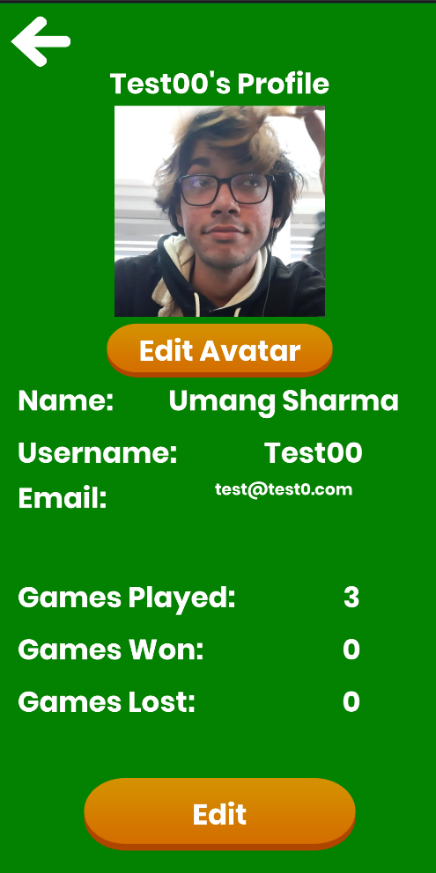 Test00's Profile
Edit Avatar
Name: Umang Sharma
Username: Test00
Email: test@test0.com
Games Played: 3
Games Won: 0
Games Lost: 0
Edit